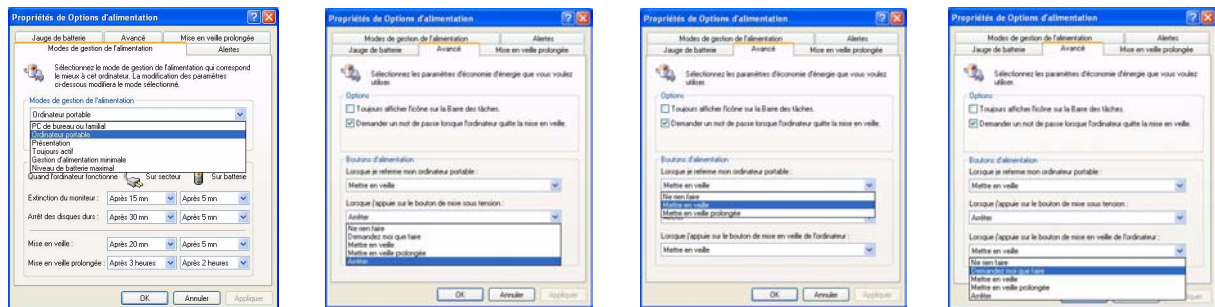 Propriétés de Options d'alimentation
Jauge de batterie
Avancé
Mise en veille prolongée
Modes de gestion de l'alimentation
Alertes
Sélectionnez le mode de gestion de l'alimentation qui correspond
le mieux à cet ordinateur. La modification des paramètres
ci-dessous modifiera le mode sélectionné.
Modes de gestion de l'alimentation
Ordinateur portable
PC de bureau ou familial
Ordinateur portable
Présentation
Toujours actif
Gestion d'alimentation minimale
Niveau de batterie maximal
Quand l'ordinateur fonctionne
Sur secteur
Sur batterie
Extinction du moniteur :
Après 15 mn
Après 5 mn
Arrêt des disques durs :
Après 30 mn
Après 5 mn
Mise en veille :
Après 20 mn
Après 5 mn
Mise en veille prolongée :
Après 3 heures
Après 2 heures
OK
Annuler
Appliquer
Propriétés de Options d'alimentation
Modes de gestion de l'alimentation
Alertes
Jauge de batterie
Avancé
Mise en veille prolongée
Sélectionnez les paramètres d'économie d'énergie que vous voulez
utiliser.
Options
Toujours afficher l'icône sur la Barre des tâches.
Demander un mot de passe lorsque l'ordinateur quitte la mise en veille.
Boutons d'alimentation
Lorsque je referme mon ordinateur portable :
Mettre en veille
Lorsque j'appuie sur le bouton de mise sous tension :
Arrêter
Ne rien faire
Demandez moi que faire
Mettre en veille
Mettre en veille prolongée
Arrêter
OK
Annuler
Appliquer
Propriétés de Options d'alimentation
Modes de gestion de l'alimentation
Alertes
Jauge de batterie
Avancé
Mise en veille prolongée
Sélectionnez les paramètres d'économie d'énergie que vous voulez
utiliser.
Options
Toujours afficher l'icône sur la Barre des tâches.
Demander un mot de passe lorsque l'ordinateur quitte la mise en veille.
Boutons d'alimentation
Lorsque je referme mon ordinateur portable :
Mettre en veille
Ne rien faire
Mettre en veille
Mettre en veille prolongée
Lorsque j'appuie sur le bouton de mise en veille de l'ordinateur :
Mettre en veille
OK
Annuler
Appliquer
Propriétés de Options d'alimentation
Modes de gestion de l'alimentation
Alertes
Jauge de batterie
Avancé
Mise en veille prolongée
Sélectionnez les paramètres d'économie d'énergie que vous voulez
utiliser.
Options
Toujours afficher l'icône sur la Barre des tâches.
Demander un mot de passe lorsque l'ordinateur quitte la mise en veille.
Boutons d'alimentation
Lorsque je referme mon ordinateur portable :
Mettre en veille
Lorsque j'appuie sur le bouton de mise sous tension :
Arrêter
Lorsque j'appuie sur le bouton de mise en veille de l'ordinateur :
Mettre en veille
Ne rien faire
Demandez moi que faire
Mettre en veille
Mettre en veille prolongée
Arrêter